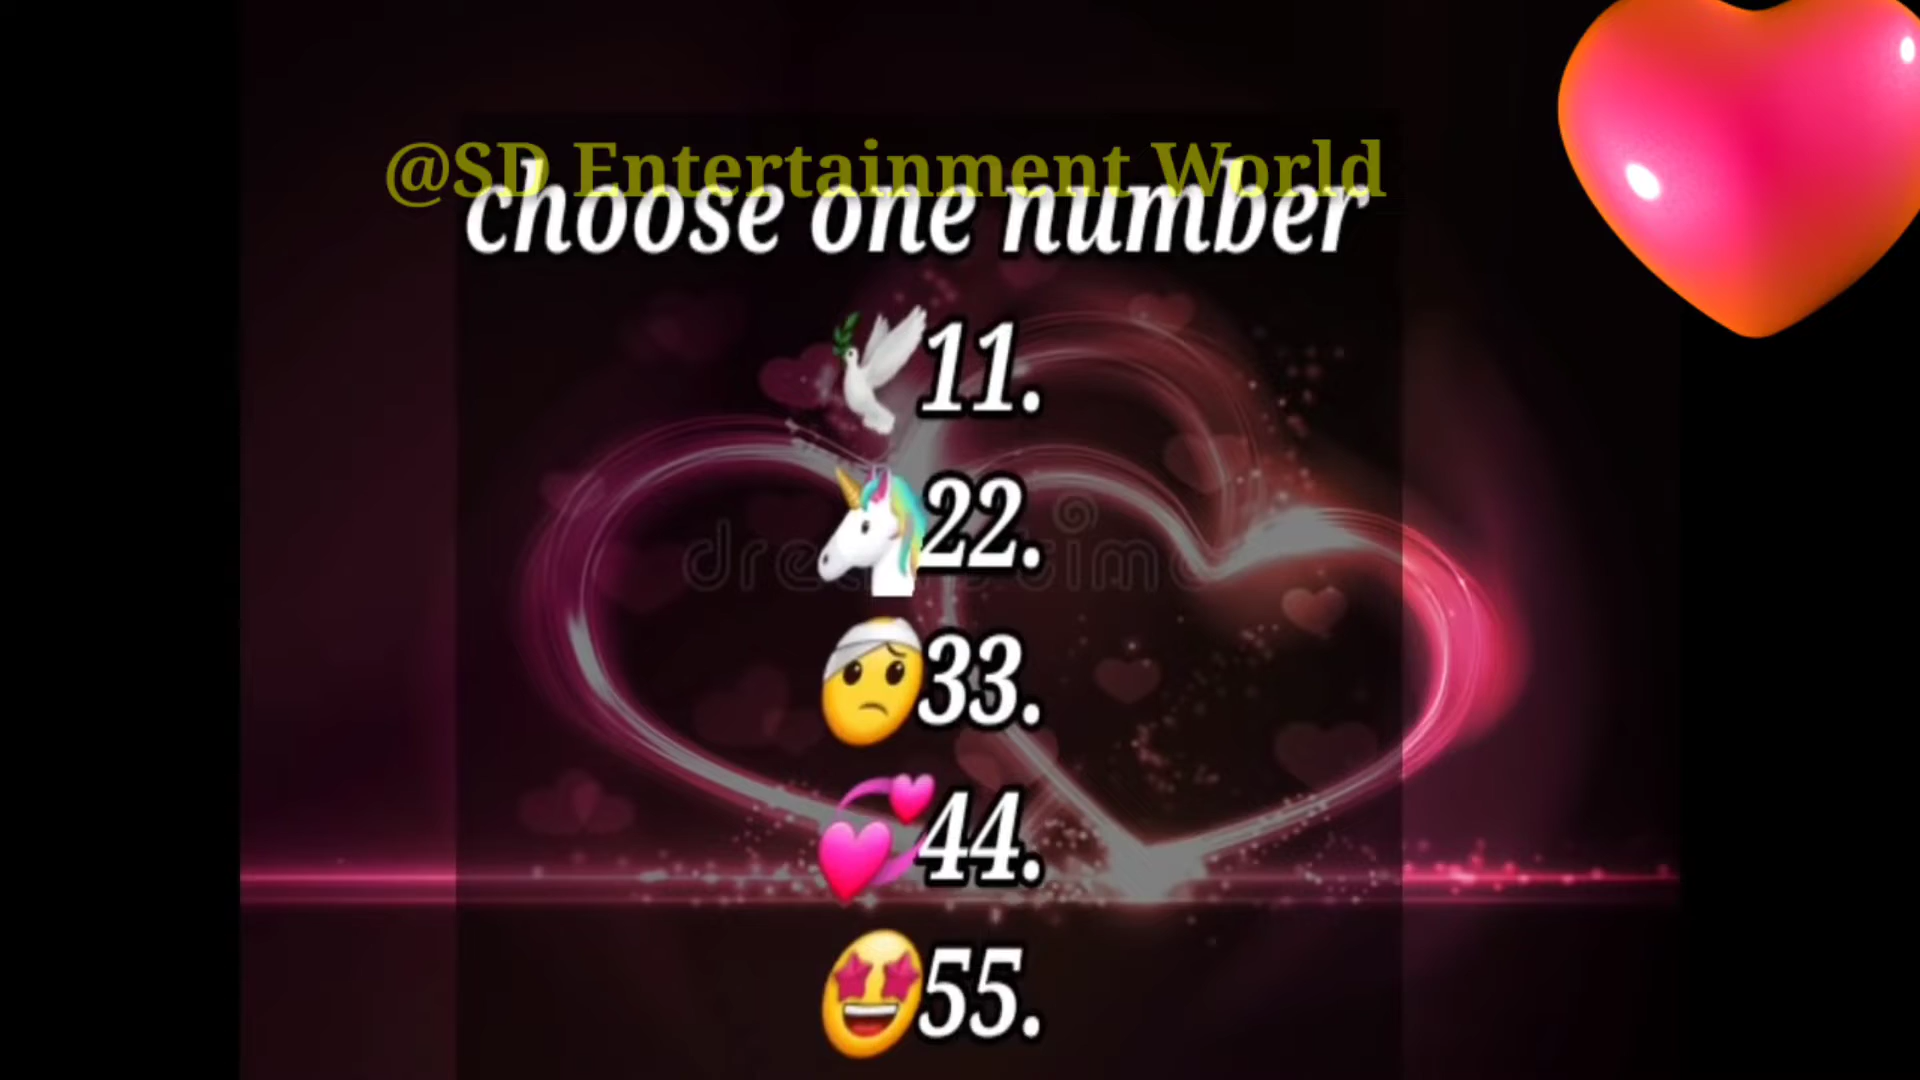 @SD Entertainment World
choose one number
🕊️11.
🦄22.
🤕33.
💞44.
🤩55.